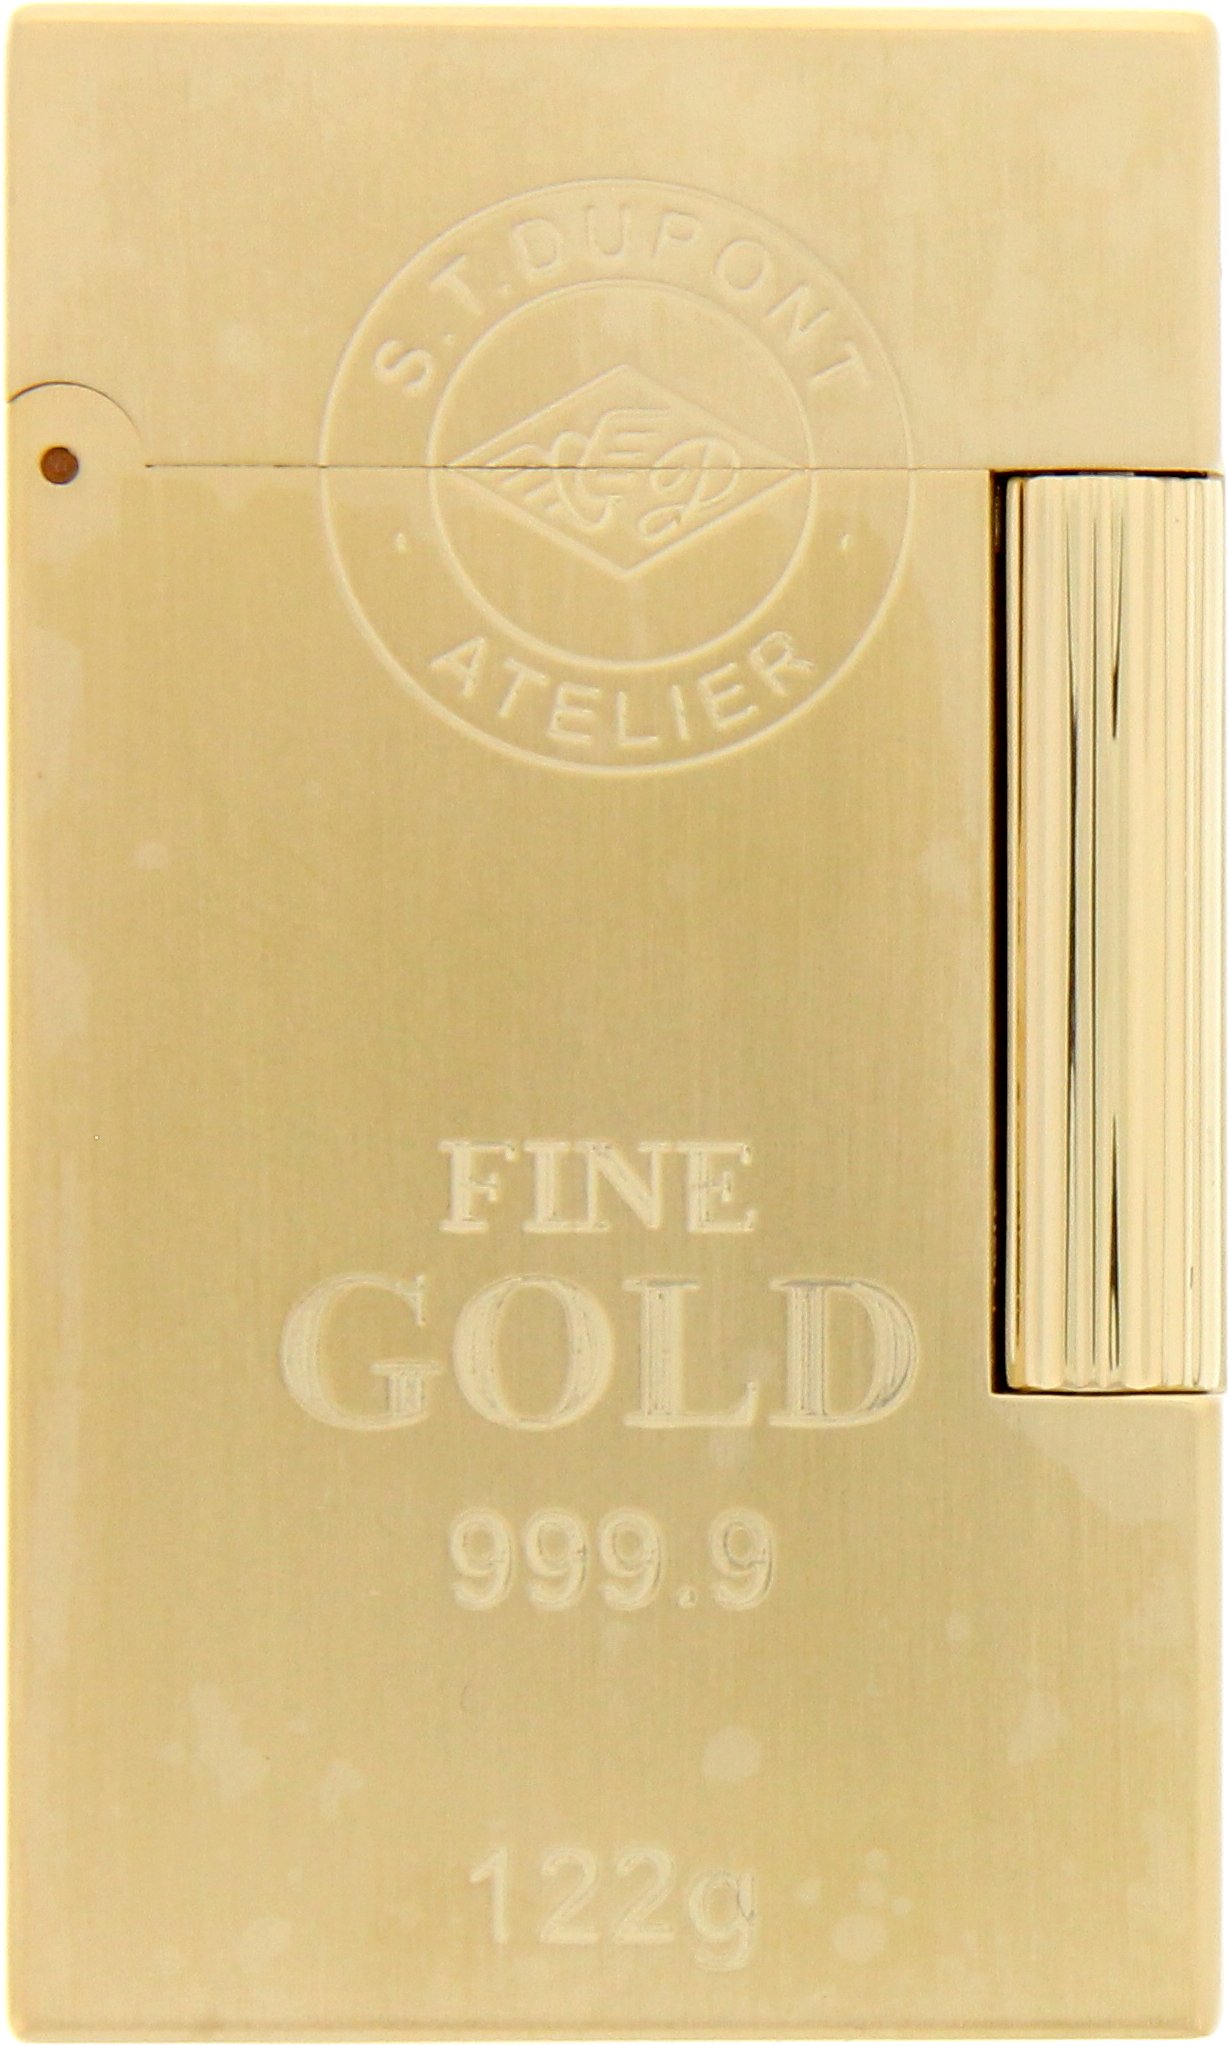 S.T.DUPONT
ATELIER
FINE
GOLD
999.9
122g